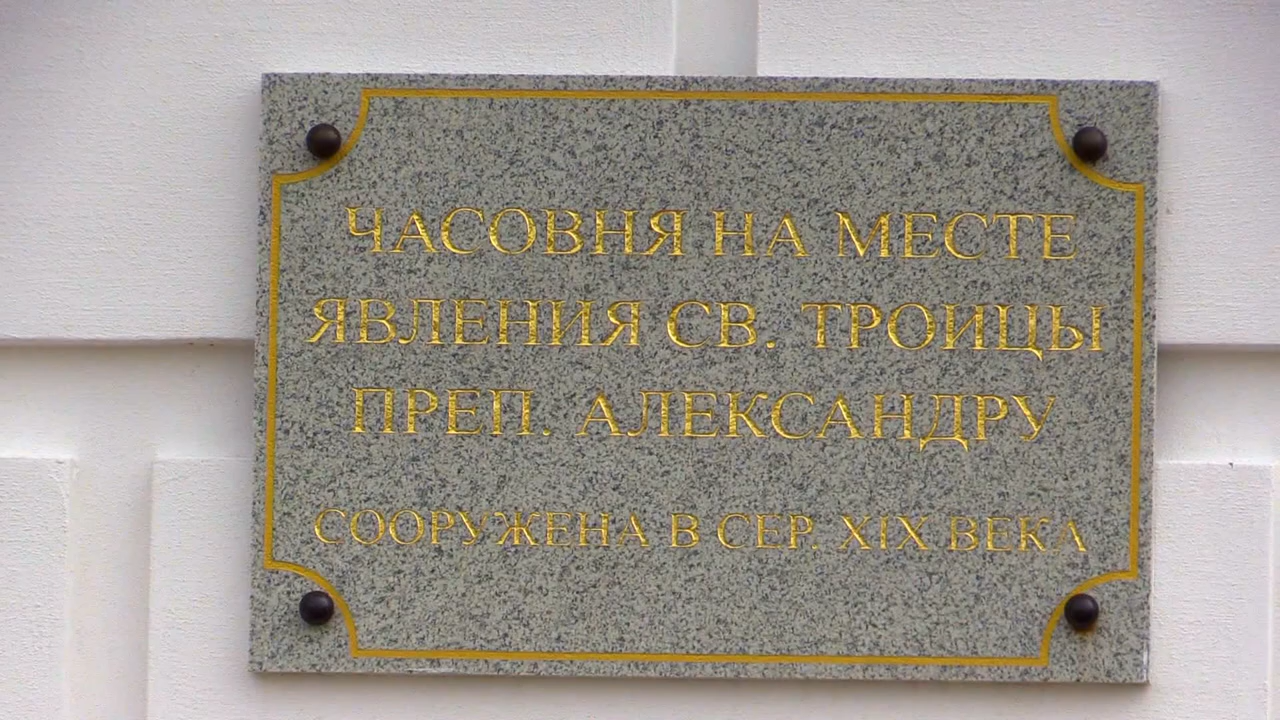 ЧАСОВНЯ НА МЕСТЕ
ЯВЛЕНИЯ СВ. ТРОИЦЫ
ПРЕП. АЛЕКСАНДРУ
СООРУЖЕНА В СЕР. XIX ВЕКА